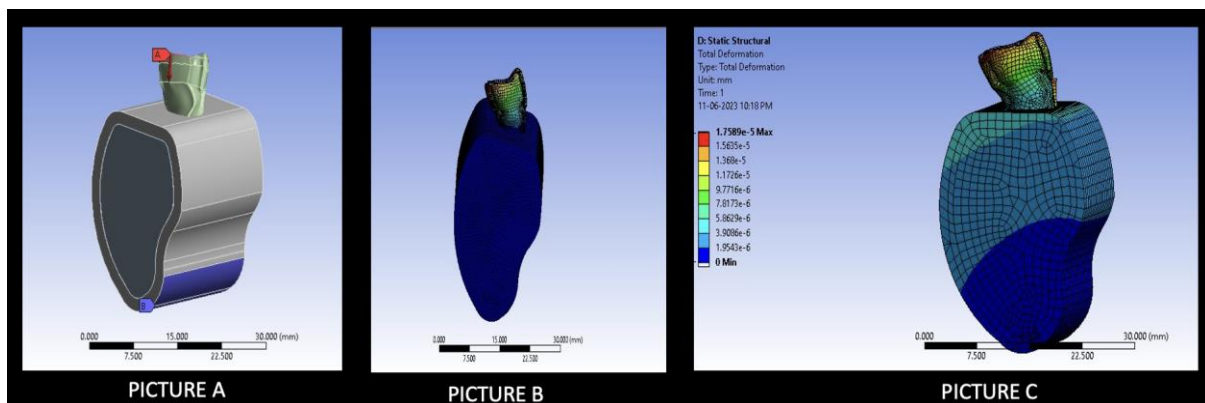 A
B
0.000 15.000 30.000 (mm)
7.500 22.500
PICTURE A
0.000 15.000 30.000 (mm)
7.500 22.500
PICTURE B
D: Static Structural
Total Deformation
Type: Total Deformation
Unit: mm
Time: 1
11-06-2023 10:18 PM
1.7589e-5 Max
1.5635e-5
1.368e-5
1.1726e-5
9.7716e-6
7.8173e-6
5.8629e-6
3.9086e-6
1.9543e-6
0 Min
0.000 15.000 30.000 (mm)
7.500 22.500
PICTURE C